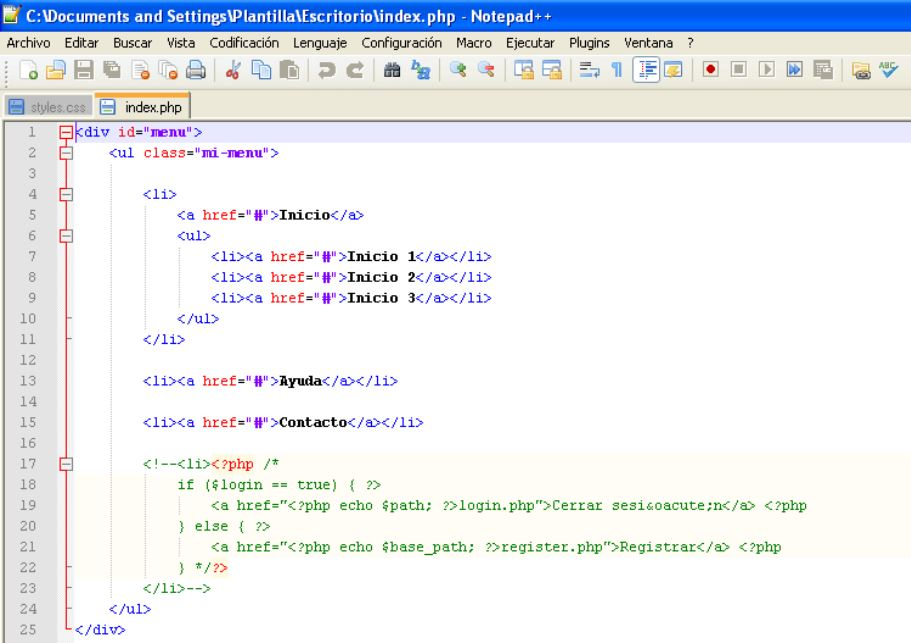 C:\Documents and Settings\Plantilla\Escritorio\index.php - Notepad++
Archivo Editar Buscar Vista Codificación Lenguaje Configuración Macro Ejecutar Plugins Ventana ?
ABC
styles.css index.php
1 <div id="menu">
2 <ul class="mi-menu">
3
4 <li>
5 <a href="#">Inicio</a>
6 <ul>
7 <li><a href="#">Inicio 1</a></li>
8 <li><a href="#">Inicio 2</a></li>
9 <li><a href="#">Inicio 3</a></li>
10 </ul>
11 </li>
12
13 <li><a href="#">Ayuda</a></li>
14
15 <li><a href="#">Contacto</a></li>
16
17 <!--<li><?php /*
18 if ($login == true) { ?>
19 <a href="<?php echo $path; ?>login.php">Cerrar sesi&oacute;n</a> <?php
20 } else { ?>
21 <a href="<?php echo $base_path; ?>register.php">Registrar</a> <?php
22 } */?>
23 </li>-->
24 </ul>
25 </div>